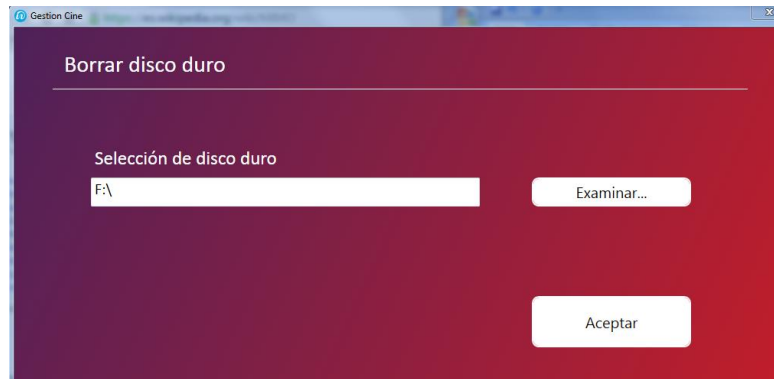 Gestion Cine
Borrar disco duro
Selección de disco duro
F:\
Examinar...
Aceptar